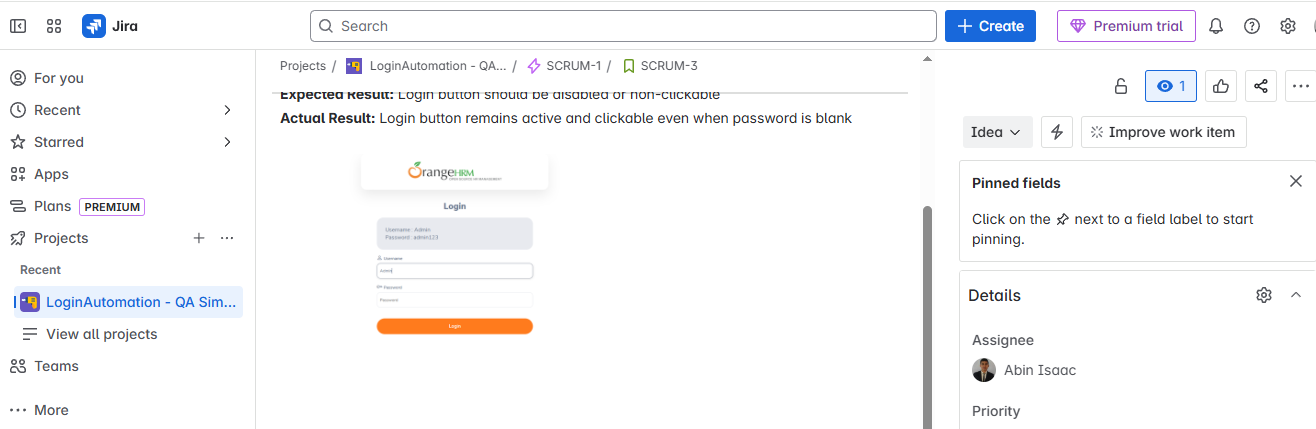 Jira
Search
Create
Premium trial
For you
Recent
Starred
Apps
Plans PREMIUM
Projects
Recent
LoginAutomation - QA Sim...
View all projects
Teams
More
Projects / LoginAutomation - QA... / SCRUM-1 / SCRUM-3
Expected Result: Login button should be disabled or non-clickable
Actual Result: Login button remains active and clickable even when password is blank
OrangeHRM
Login
Username : Admin
Password : admin123
Username
Admin
Password
Password
Login
1
Idea
Improve work item
Pinned fields
Click on the next to a field label to start
pinning.
Details
Assignee
Abin Isaac
Priority